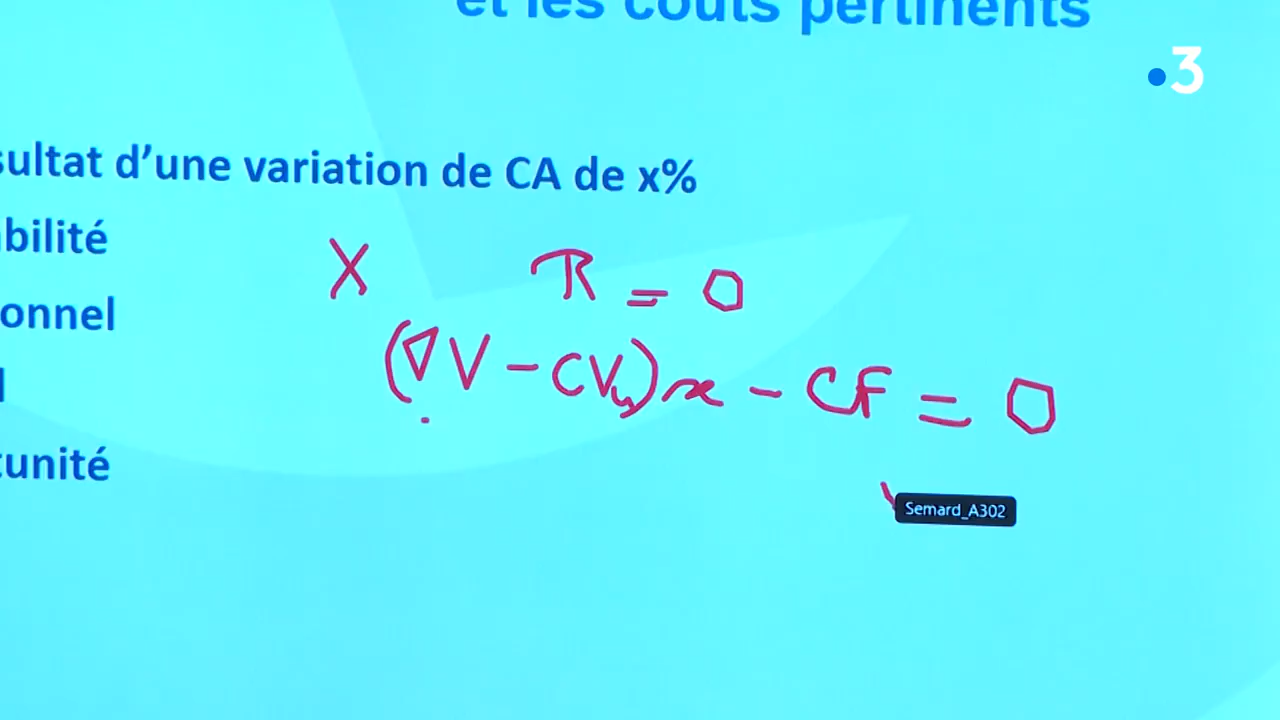 et les coûts pertinents
3
sultat d'une variation de CA de x%
abilité
X R = 0
onnel
(PV - CVu)x - CF = 0
tunité
Semard_A302